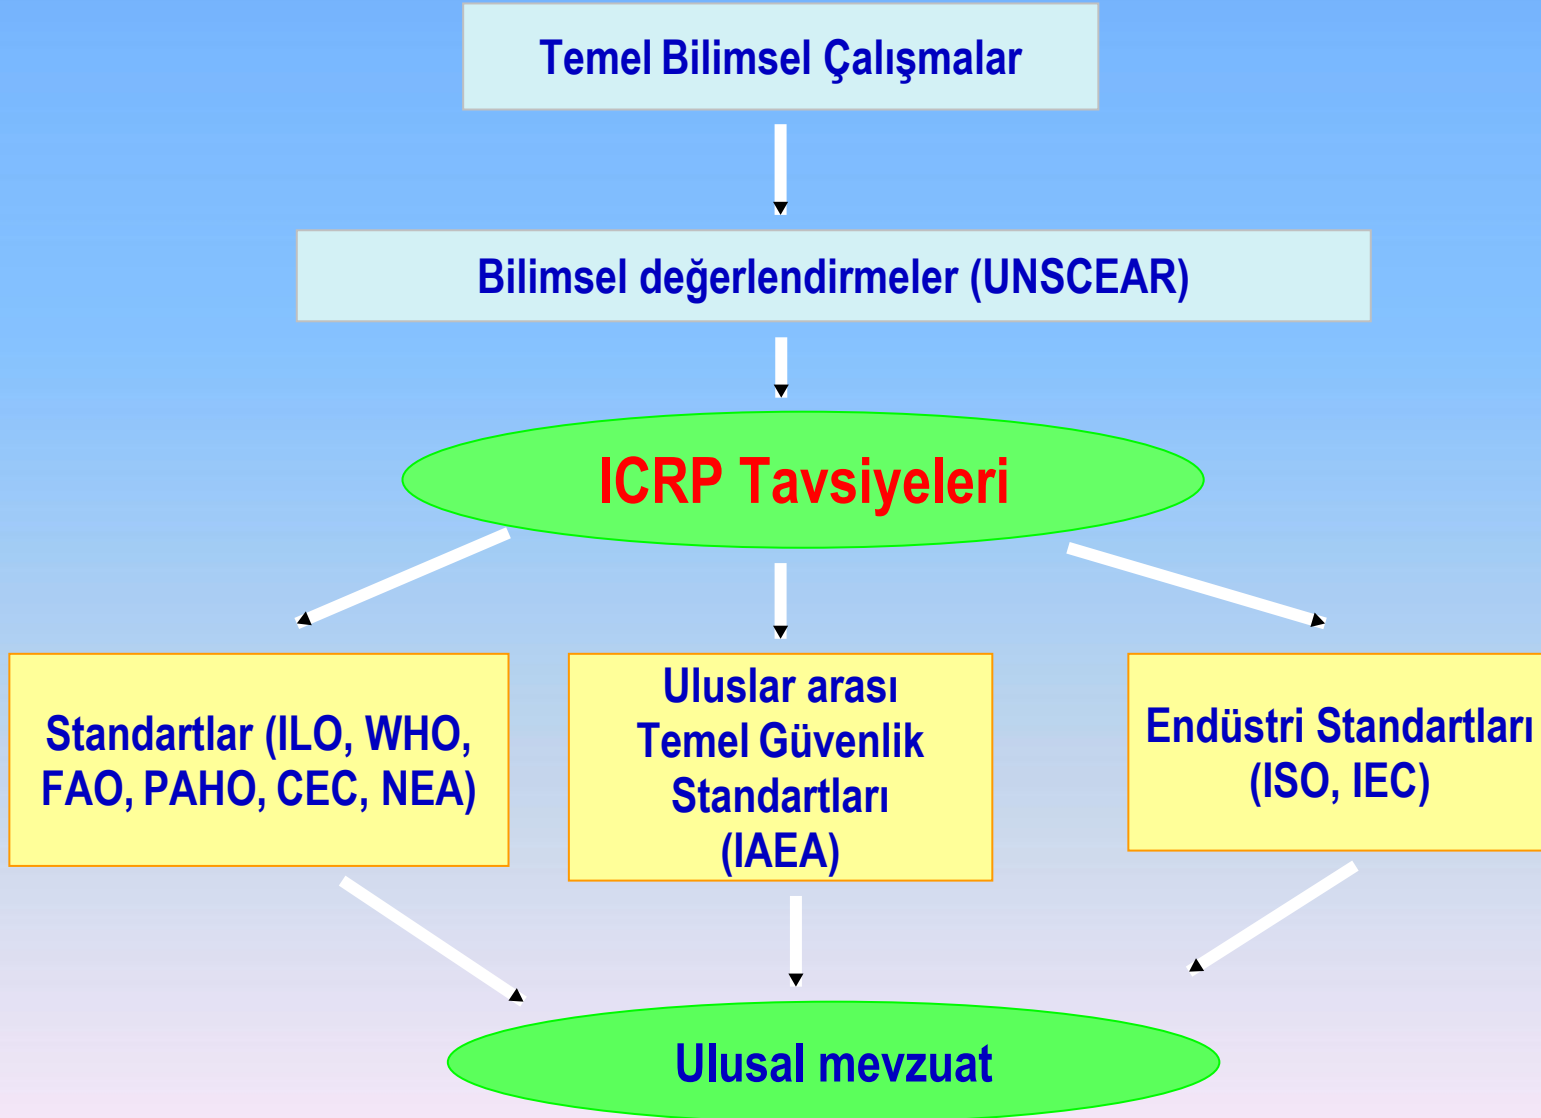 Temel Bilimsel Çalışmalar
Bilimsel değerlendirmeler (UNSCEAR)
ICRP Tavsiyeleri
Standartlar (ILO, WHO,
FAO, PAHO, CEC, NEA)
Uluslar arası
Temel Güvenlik
Standartları
(IAEA)
Endüstri Standartları
(ISO, IEC)
Ulusal mevzuat